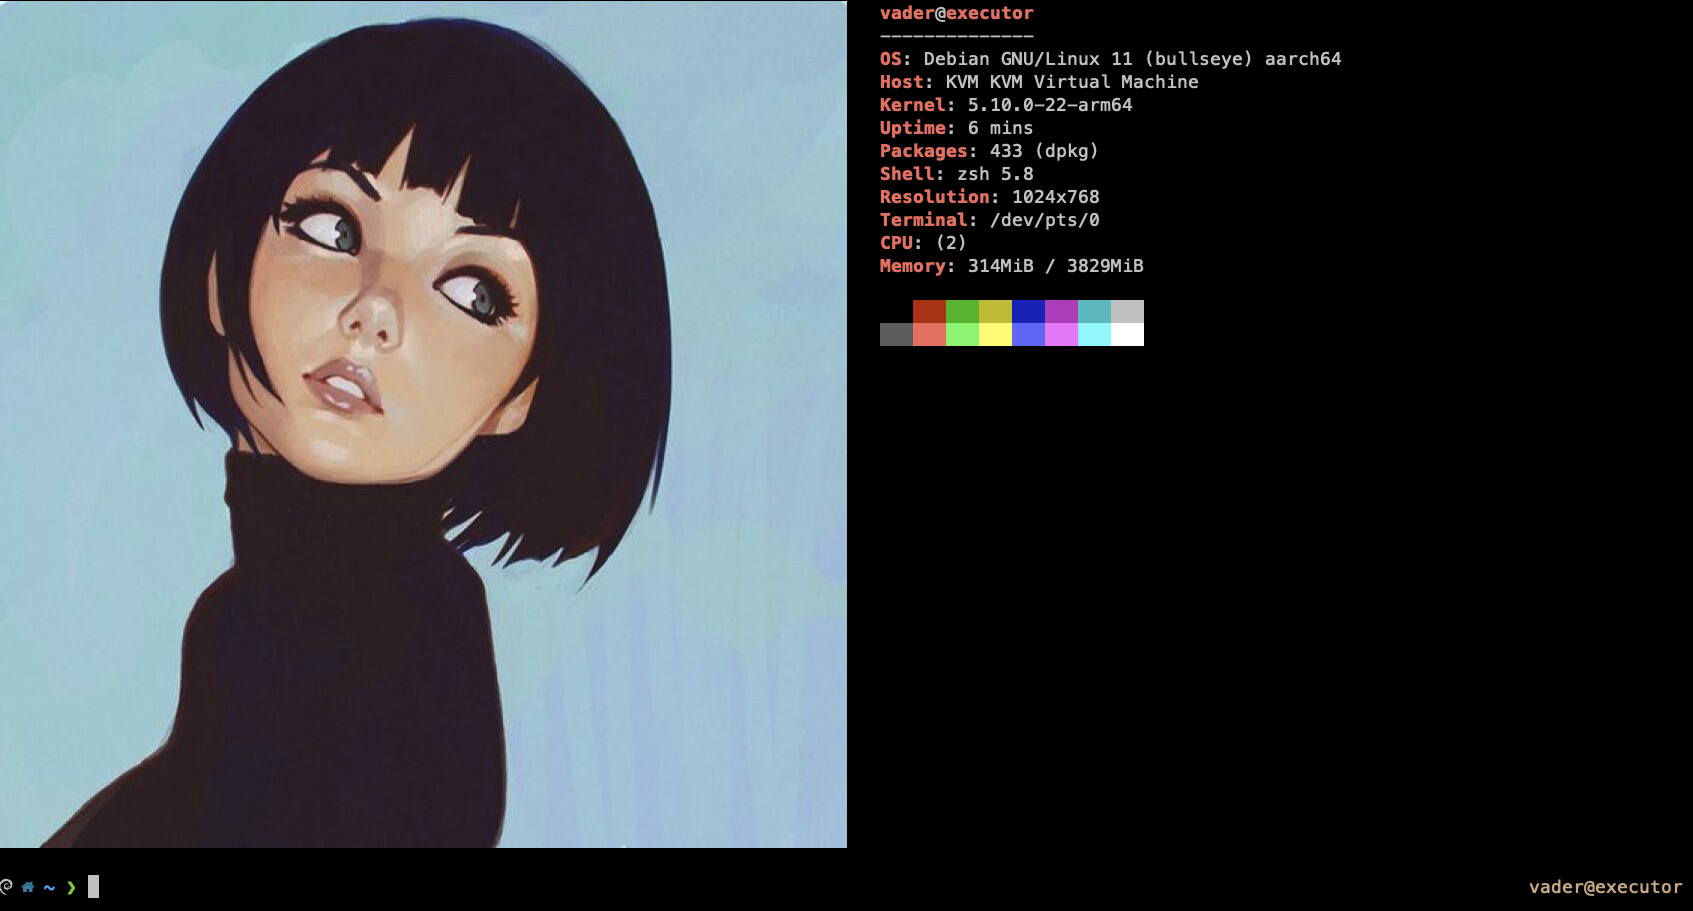 vader@executor
--------------
OS: Debian GNU/Linux 11 (bullseye) aarch64
Host: KVM KVM Virtual Machine
Kernel: 5.10.0-22-arm64
Uptime: 6 mins
Packages: 433 (dpkg)
Shell: zsh 5.8
Resolution: 1024x768
Terminal: /dev/pts/0
CPU: (2)
Memory: 314MiB / 3829MiB
~ ❯ vader@executor